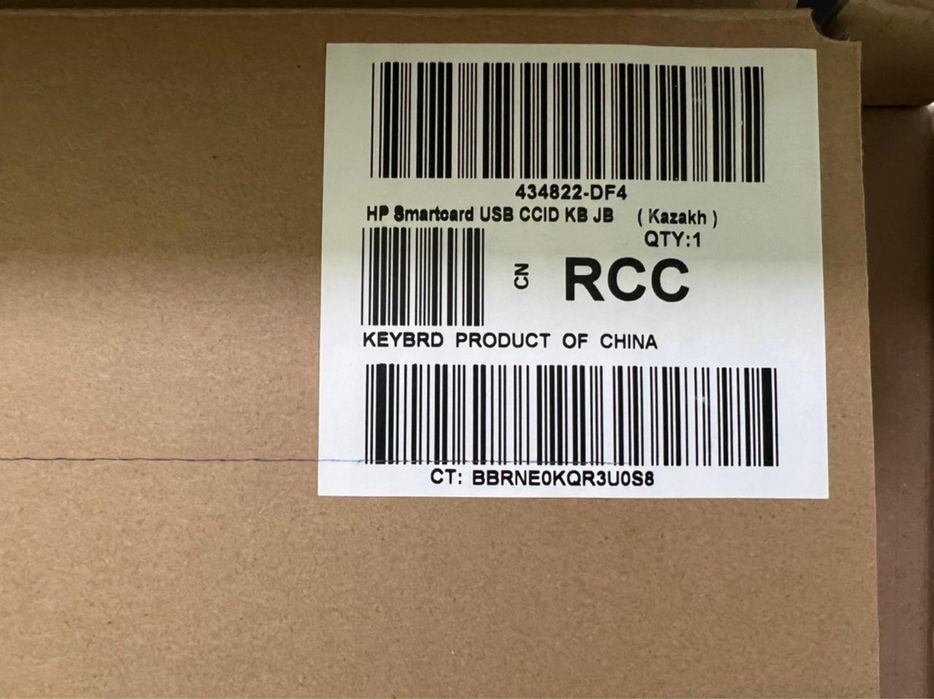 434822-DF4
HP Smartcard USB CCID KB JB ( Kazakh )
QTY:1
CN RCC
KEYBRD PRODUCT OF CHINA
CT: BBRNE0KQR3U0S8